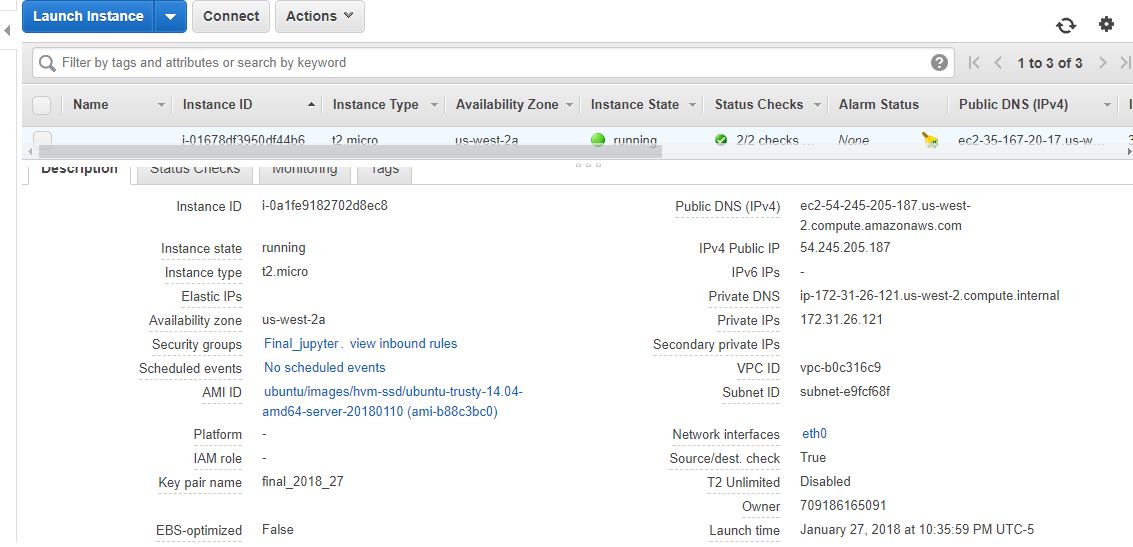 Launch Instance Connect Actions
Filter by tags and attributes or search by keyword 1 to 3 of 3
Name Instance ID Instance Type Availability Zone Instance State Status Checks Alarm Status Public DNS (IPv4)
i-01678df3950df44b6 t2.micro us-west-2a running 2/2 checks ... None ec2-35-167-20-17.us-w...
Description Status Checks Monitoring Tags
Instance ID i-0a1fe9182702d8ec8 Public DNS (IPv4) ec2-54-245-205-187.us-west-
2.compute.amazonaws.com
Instance state running IPv4 Public IP 54.245.205.187
Instance type t2.micro IPv6 IPs -
Elastic IPs Private DNS ip-172-31-26-121.us-west-2.compute.internal
Availability zone us-west-2a Private IPs 172.31.26.121
Security groups Final_jupyter . view inbound rules Secondary private IPs
Scheduled events No scheduled events VPC ID vpc-b0c316c9
AMI ID ubuntu/images/hvm-ssd/ubuntu-trusty-14.04- Subnet ID subnet-e9fcf68f
amd64-server-20180110 (ami-b88c3bc0)
Platform - Network interfaces eth0
IAM role - Source/dest. check True
Key pair name final_2018_27 T2 Unlimited Disabled
Owner 709186165091
EBS-optimized False Launch time January 27, 2018 at 10:35:59 PM UTC-5